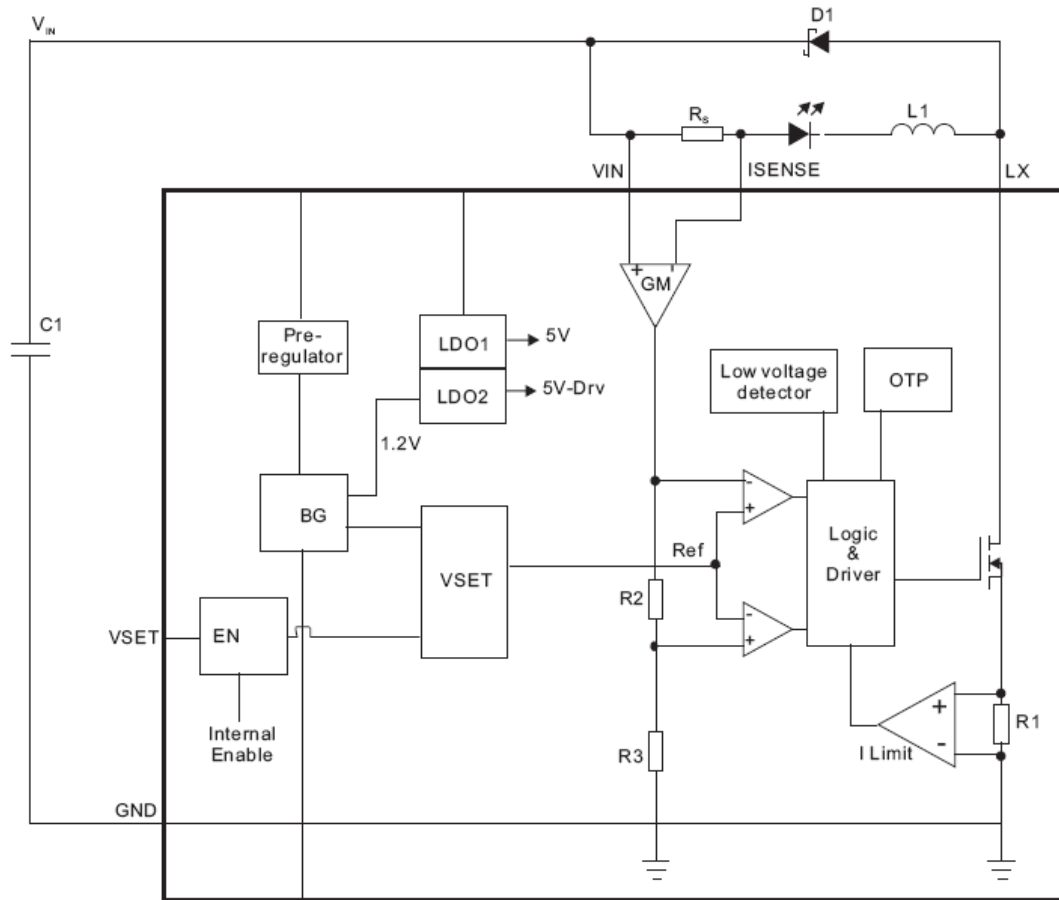 VIN
D1
Rs
L1
VIN
ISENSE
LX
+
-
GM
C1
Pre-
regulator
LDO1
5V
LDO2
5V-Drv
1.2V
Low voltage
detector
OTP
BG
VSET
Ref
-
+
Logic
&
Driver
R2
-
+
VSET
EN
Internal
Enable
R3
+
-
I Limit
R1
GND